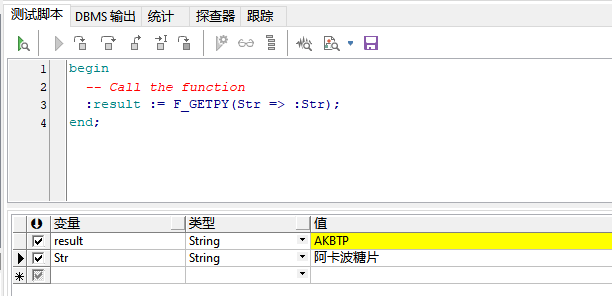 测试脚本 DBMS 输出 统计 探查器 跟踪
1 begin
2 -- Call the function
3 :result := F_GETPY(Str => :Str);
4 end;
变量 类型 值
result String AKBTP
Str String 阿卡波糖片